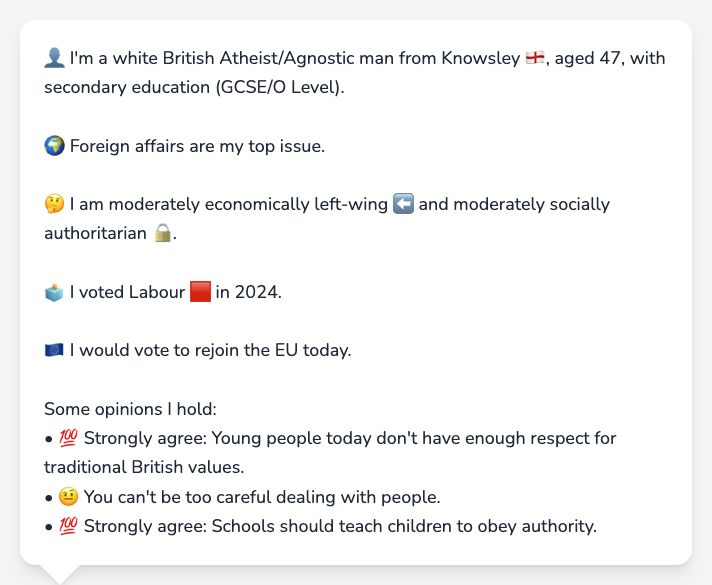 👤 I'm a white British Atheist/Agnostic man from Knowsley 🏴󠁧󠁢󠁥󠁮󠁧󠁿, aged 47, with
secondary education (GCSE/O Level).
🌍 Foreign affairs are my top issue.
🤔 I am moderately economically left-wing ⬅️ and moderately socially
authoritarian 🔒.
🗳️ I voted Labour 🟥 in 2024.
🇪🇺 I would vote to rejoin the EU today.
Some opinions I hold:
• 💯 Strongly agree: Young people today don't have enough respect for
traditional British values.
• 🤨 You can't be too careful dealing with people.
• 💯 Strongly agree: Schools should teach children to obey authority.